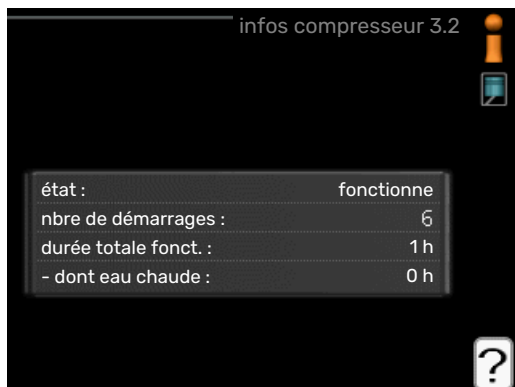 infos compresseur 3.2
état : fonctionne
nbre de démarrages : 6
durée totale fonct. : 1 h
- dont eau chaude : 0 h
?